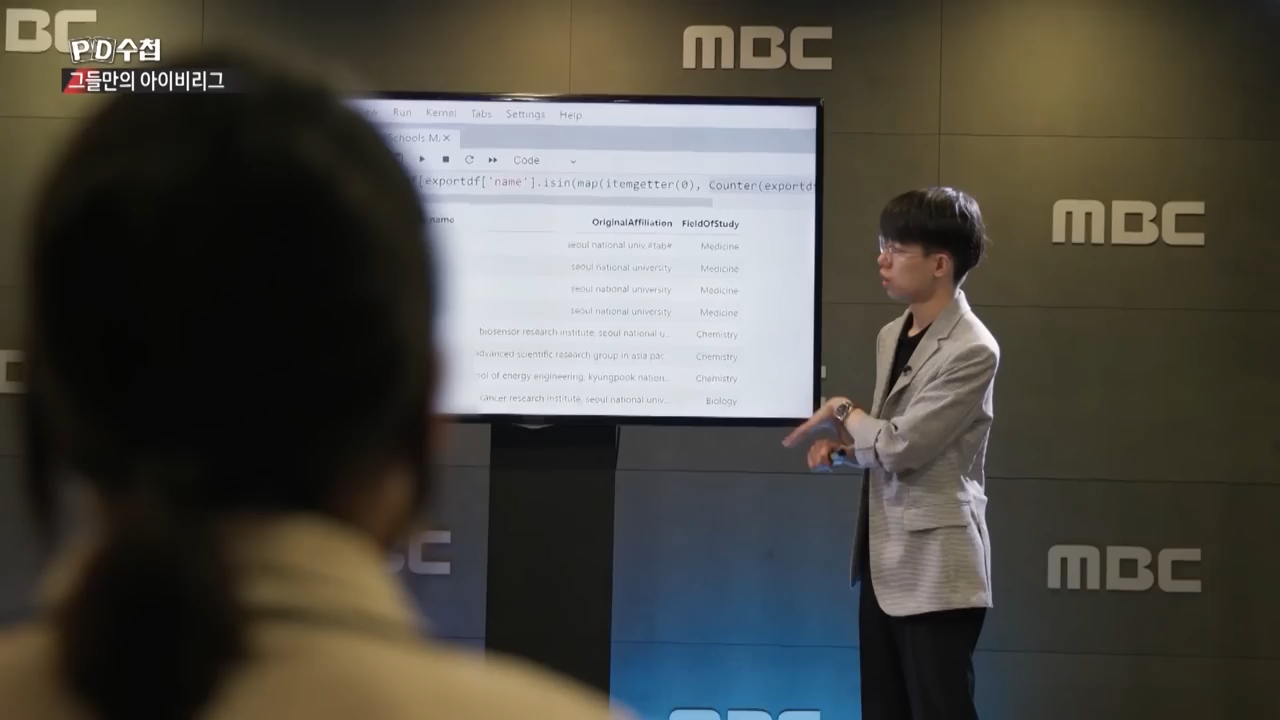 BC
PD수첩
그들만의 아이비리그
MBC
Run Kernel Tabs Settings Help
Schools M
Code
[exportdf['name'].isin(map(itemgetter(0), Counter(exportdf
name OriginalAffiliation FieldOfStudy
seoul national univ.#tab# Medicine
seoul national university Medicine
seoul national university Medicine
seoul national university Medicine
biosensor research institute, seoul national u... Chemistry
advanced scientific research group in asia pac... Chemistry
ol of energy engineering, kyungpook nation... Chemistry
cancer research institute, seoul national univ... Biology
MBC
C
MBC
MBC